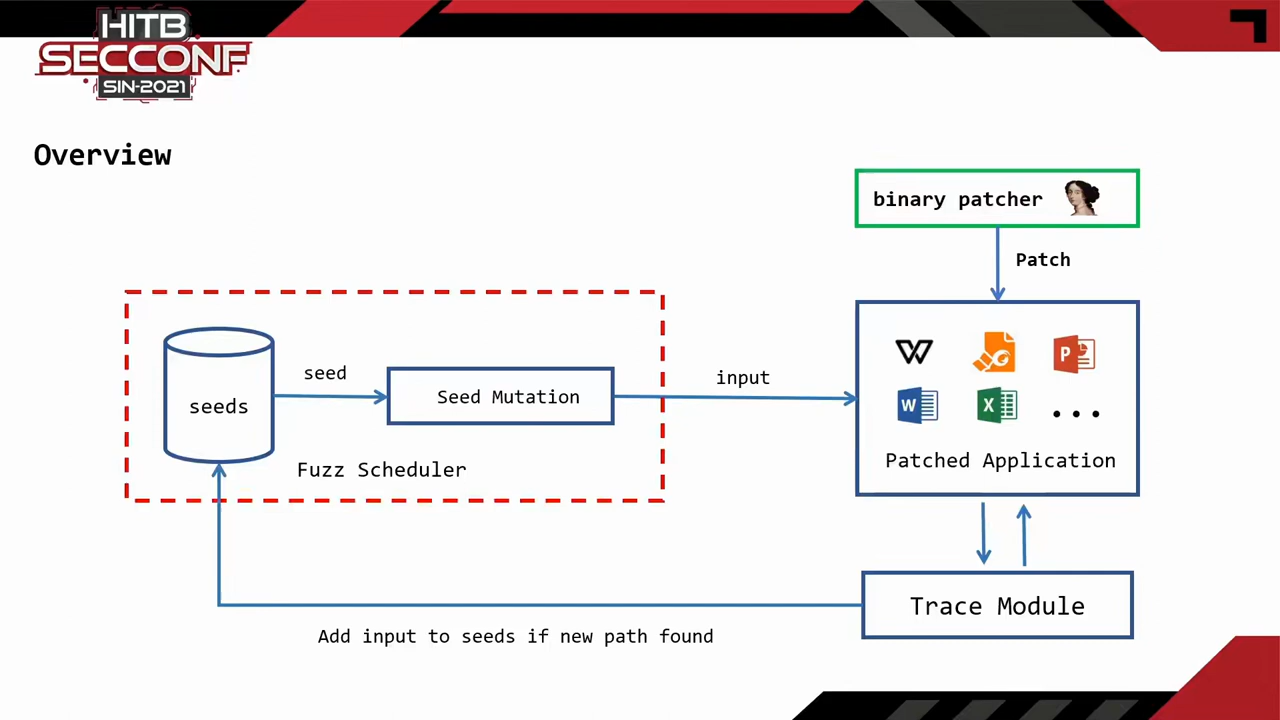 HITB
SECCONF
SIN-2021
Overview
binary patcher
Patch
seed
input
seeds
Seed Mutation
P
W
X
...
Fuzz Scheduler
Patched Application
Trace Module
Add input to seeds if new path found